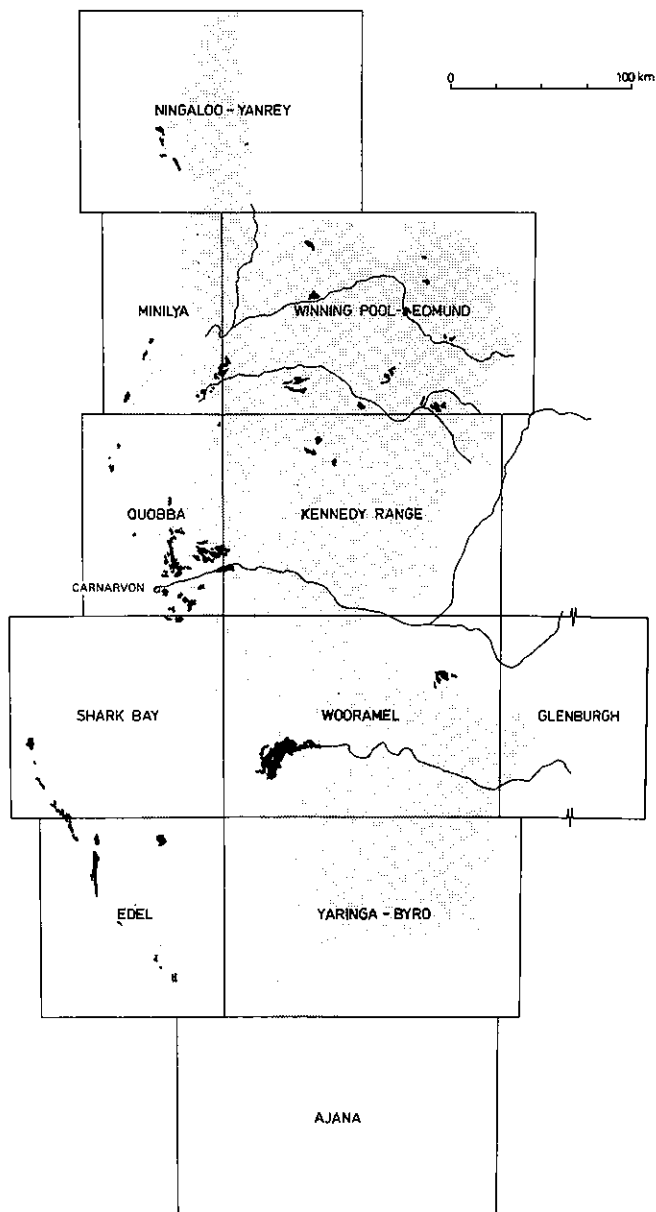 0 100 km
NINGALOO - YANREY
MINILYA
WINNING POOL - EDMUND
QUOBBA
KENNEDY RANGE
CARNARVON
SHARK BAY
WOORAMEL
GLENBURGH
EDEL
YARINGA - BYRO
AJANA